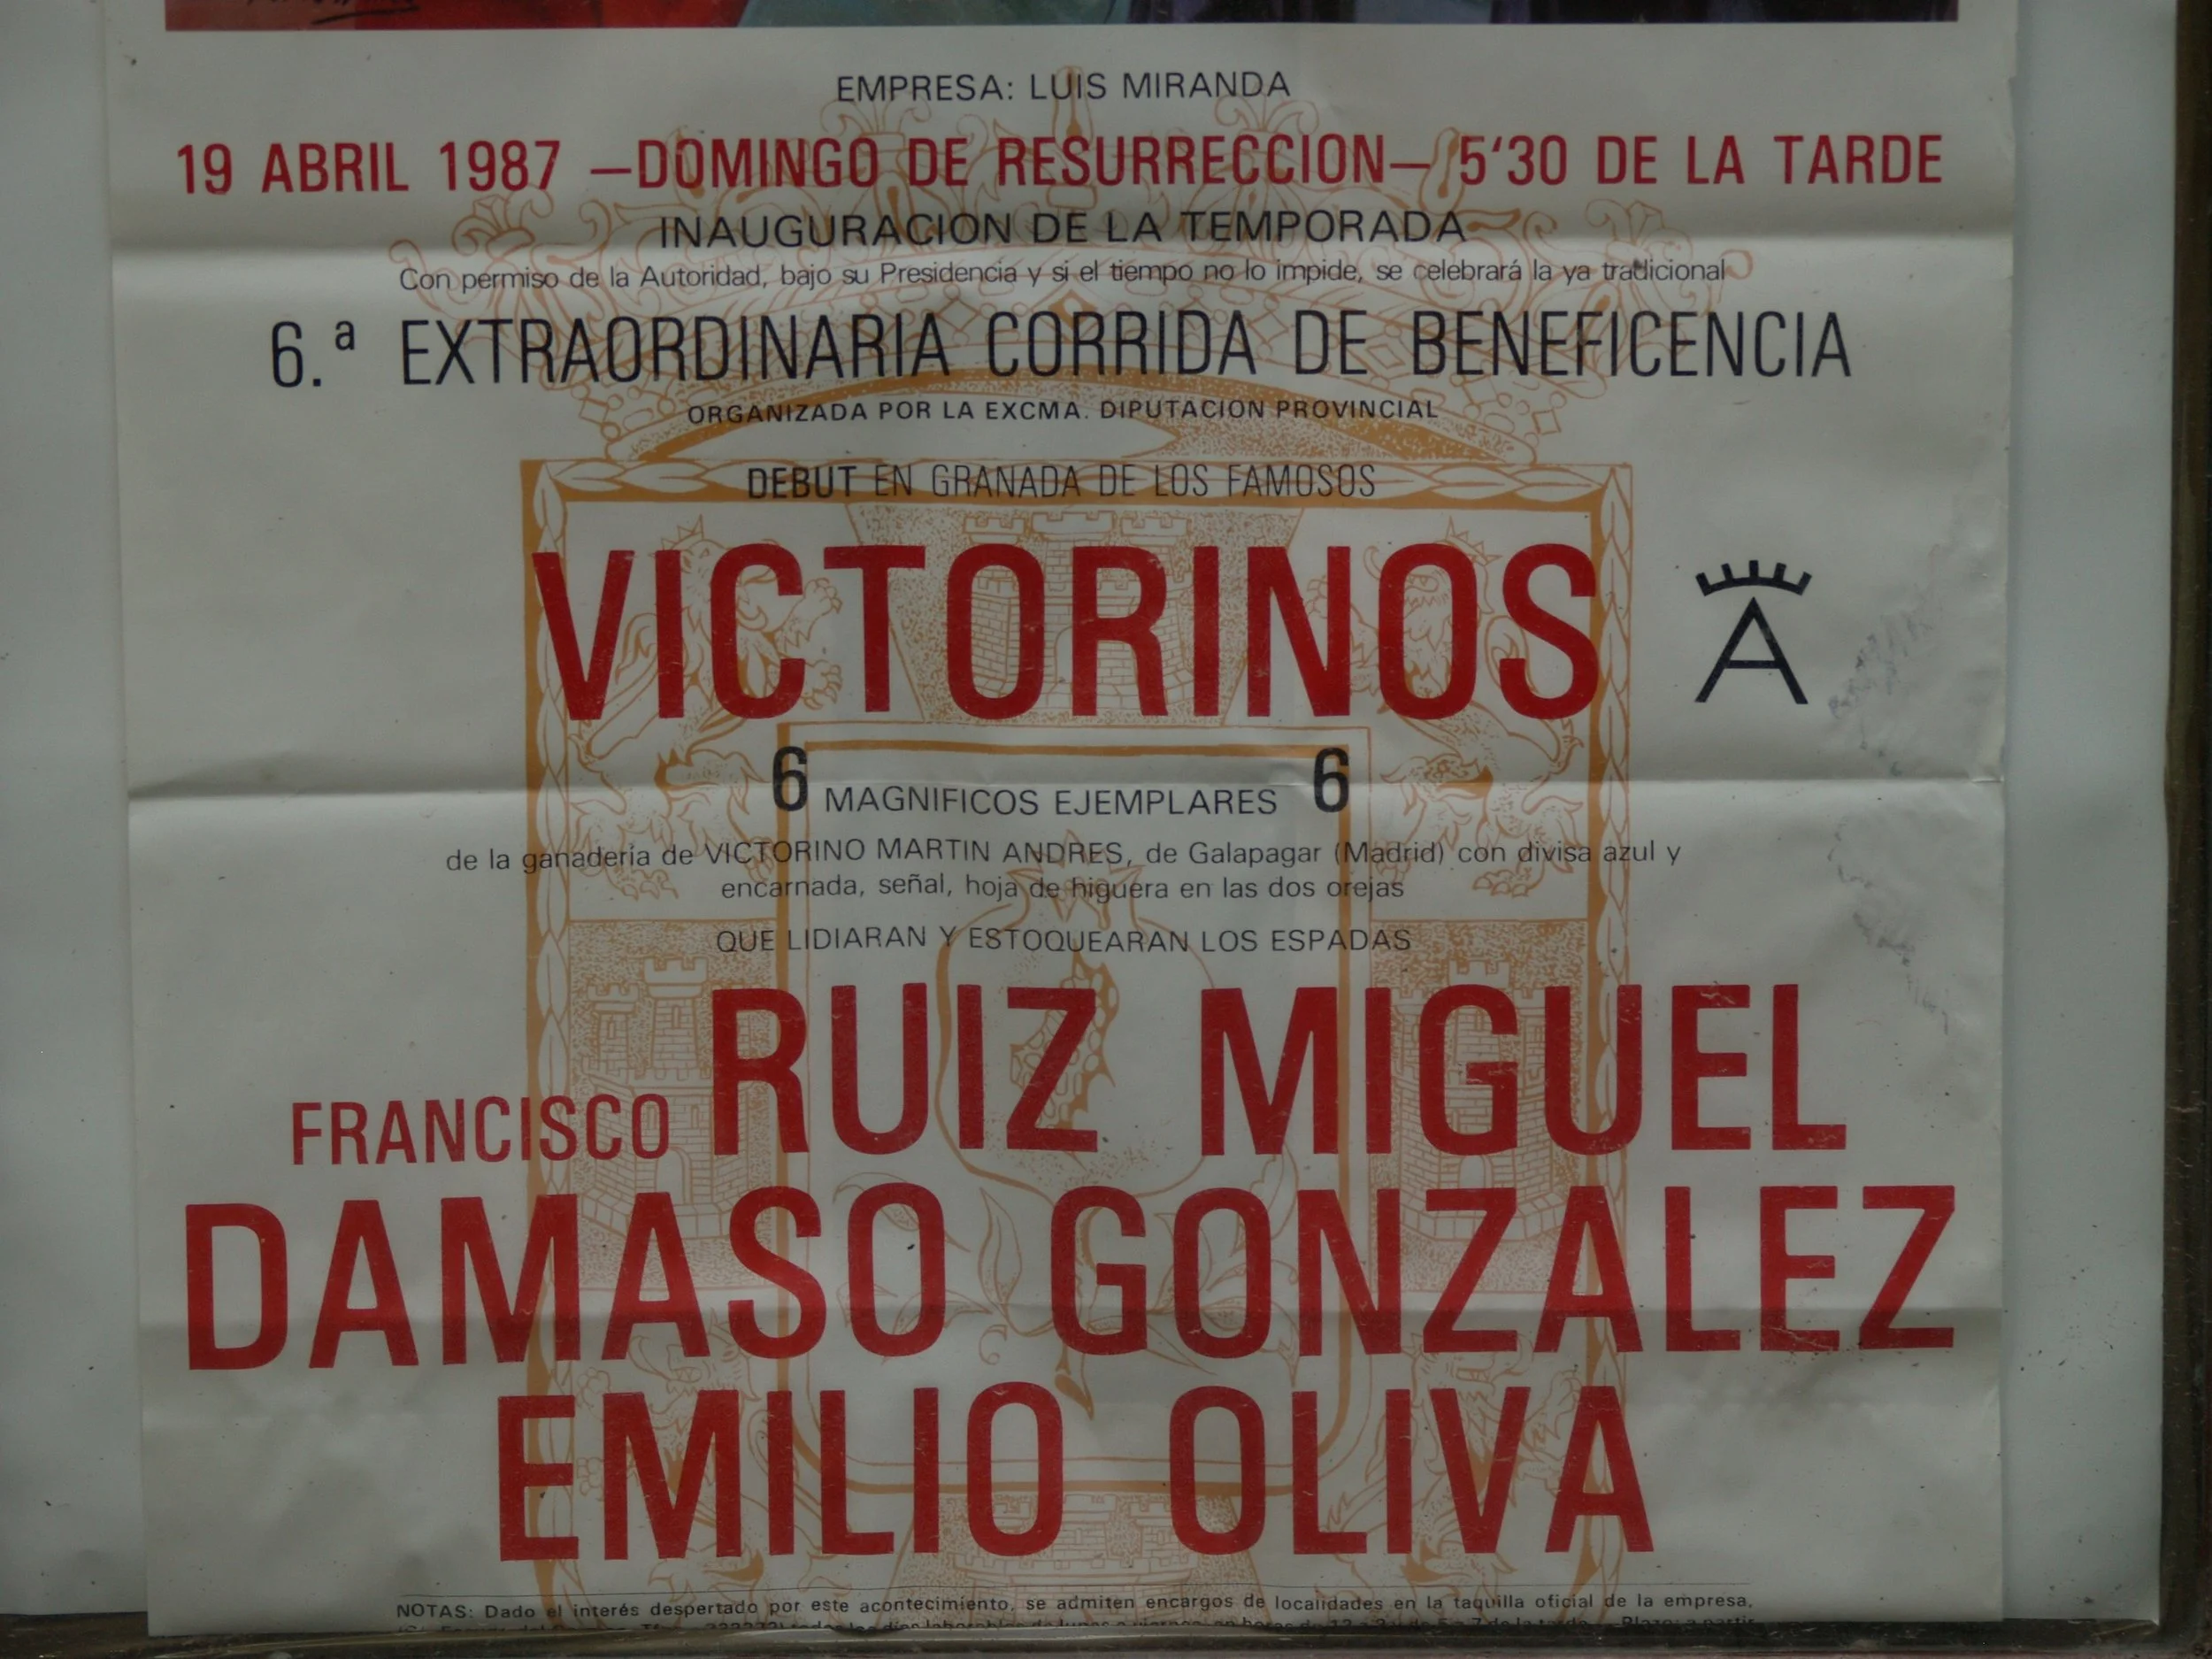 EMPRESA: LUIS MIRANDA
19 ABRIL 1987 —DOMINGO DE RESURRECCION— 5'30 DE LA TARDE
INAUGURACION DE LA TEMPORADA
Con permiso de la Autoridad, bajo su Presidencia y si el tiempo no lo impide, se celebrará la ya tradicional
6.ª EXTRAORDINARIA CORRIDA DE BENEFICENCIA
ORGANIZADA POR LA EXCMA. DIPUTACION PROVINCIAL
DEBUT EN GRANADA DE LOS FAMOSOS
VICTORINOS A
6 MAGNIFICOS EJEMPLARES 6
de la ganadería de VICTORINO MARTIN ANDRES, de Galapagar (Madrid) con divisa azul y
encarnada, señal, hoja de higuera en las dos orejas
QUE LIDIARAN Y ESTOQUEARAN LOS ESPADAS
FRANCISCO RUIZ MIGUEL
DAMASO GONZALEZ
EMILIO OLIVA
NOTAS: Dado el interés despertado por este acontecimiento, se admiten encargos de localidades en la taquilla oficial de la empresa,